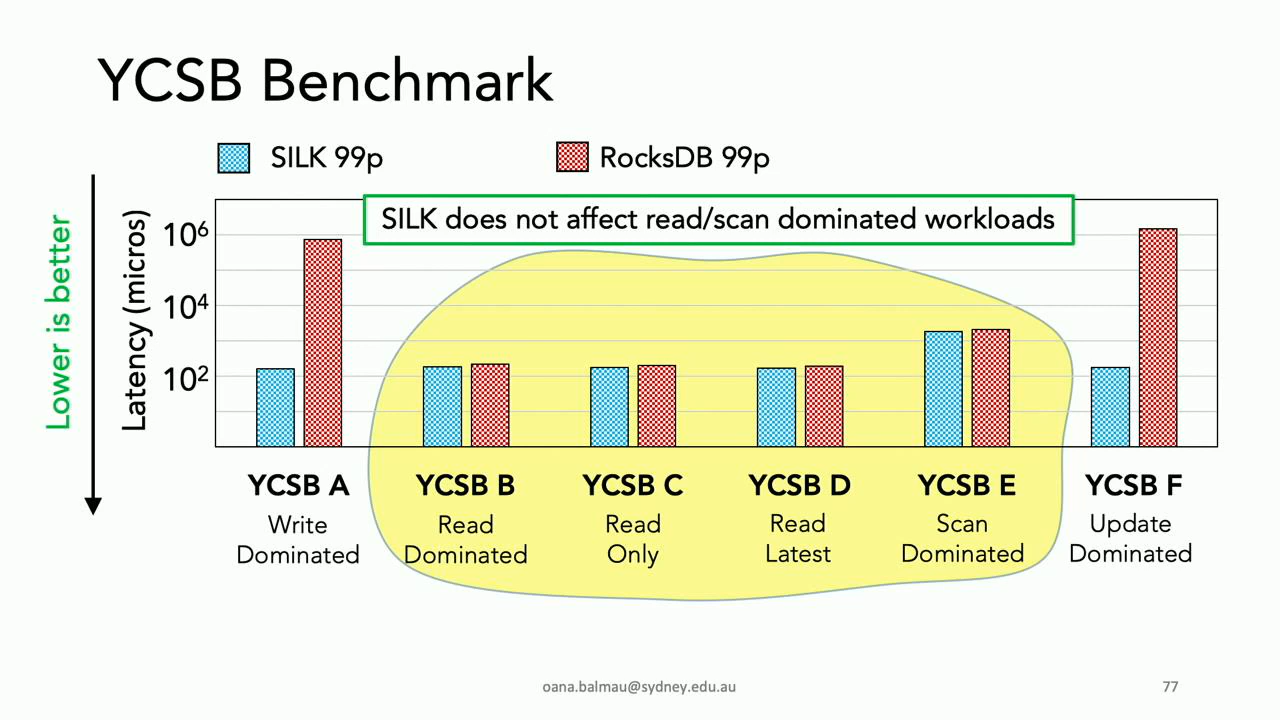 YCSB Benchmark
SILK 99p
RocksDB 99p
SILK does not affect read/scan dominated workloads
Lower is better
Latency (micros)
10⁶
10⁴
10²
YCSB A
YCSB B
YCSB C
YCSB D
YCSB E
YCSB F
Write
Dominated
Read
Dominated
Read
Only
Read
Latest
Scan
Dominated
Update
Dominated
oana.balmau@sydney.edu.au
77